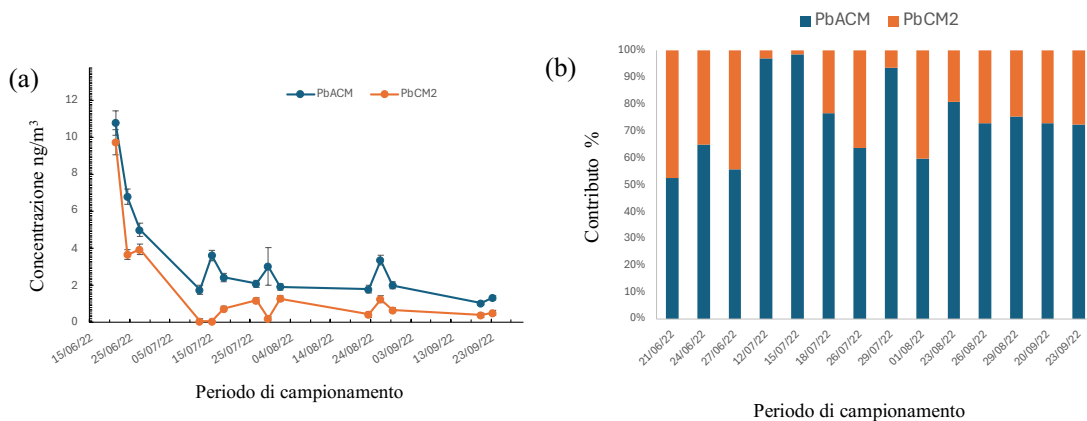 (a)
Concentrazione ng/m³
PbACM PbCM2
12
10
8
6
4
2
0
15/06/22 25/06/22 05/07/22 15/07/22 25/07/22 04/08/22 14/08/22 24/08/22 03/09/22 13/09/22 23/09/22
Periodo di campionamento
(b)
PbACM PbCM2
Contributo %
100%
90%
80%
70%
60%
50%
40%
30%
20%
10%
0%
21/06/22 24/06/22 27/06/22 12/07/22 15/07/22 18/07/22 26/07/22 29/07/22 01/08/22 23/08/22 26/08/22 29/08/22 20/09/22 23/09/22
Periodo di campionamento